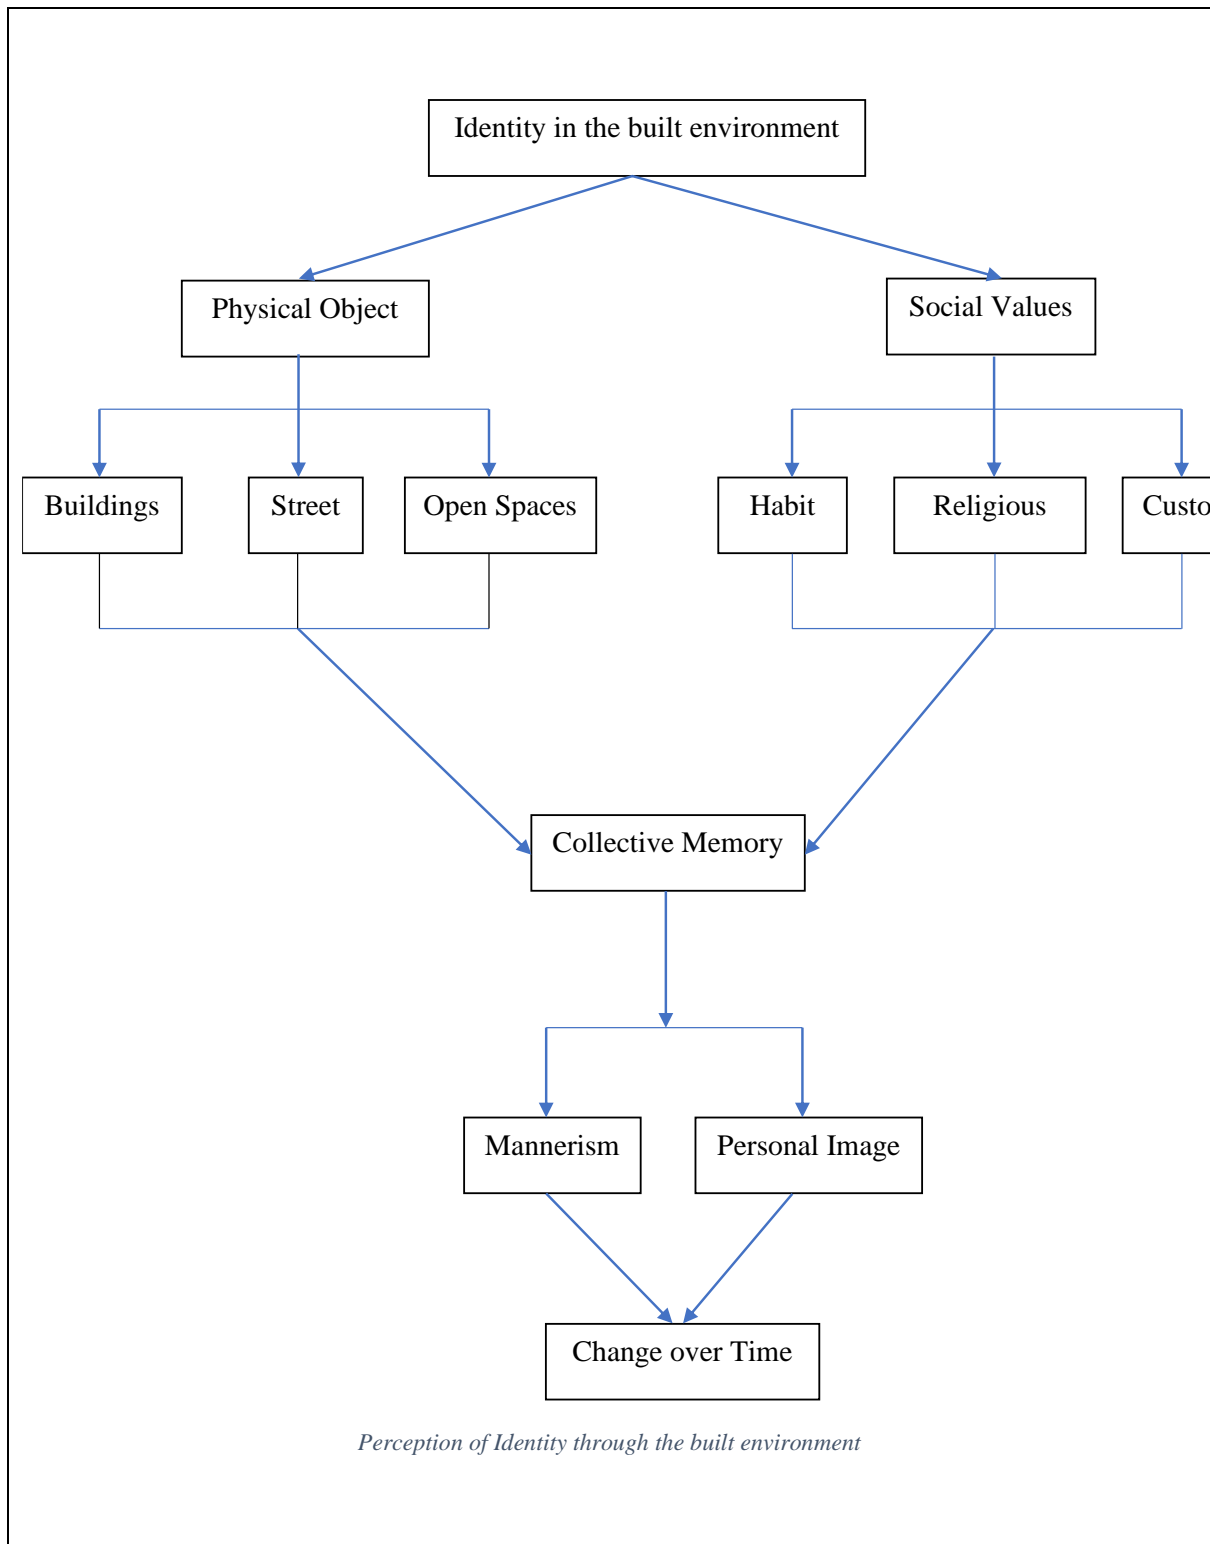 Identity in the built environment
Physical Object
Social Values
Buildings
Street
Open Spaces
Habit
Religious
Collective Memory
Mannerism
Personal Image
Change over Time
Perception of Identity through the built environment